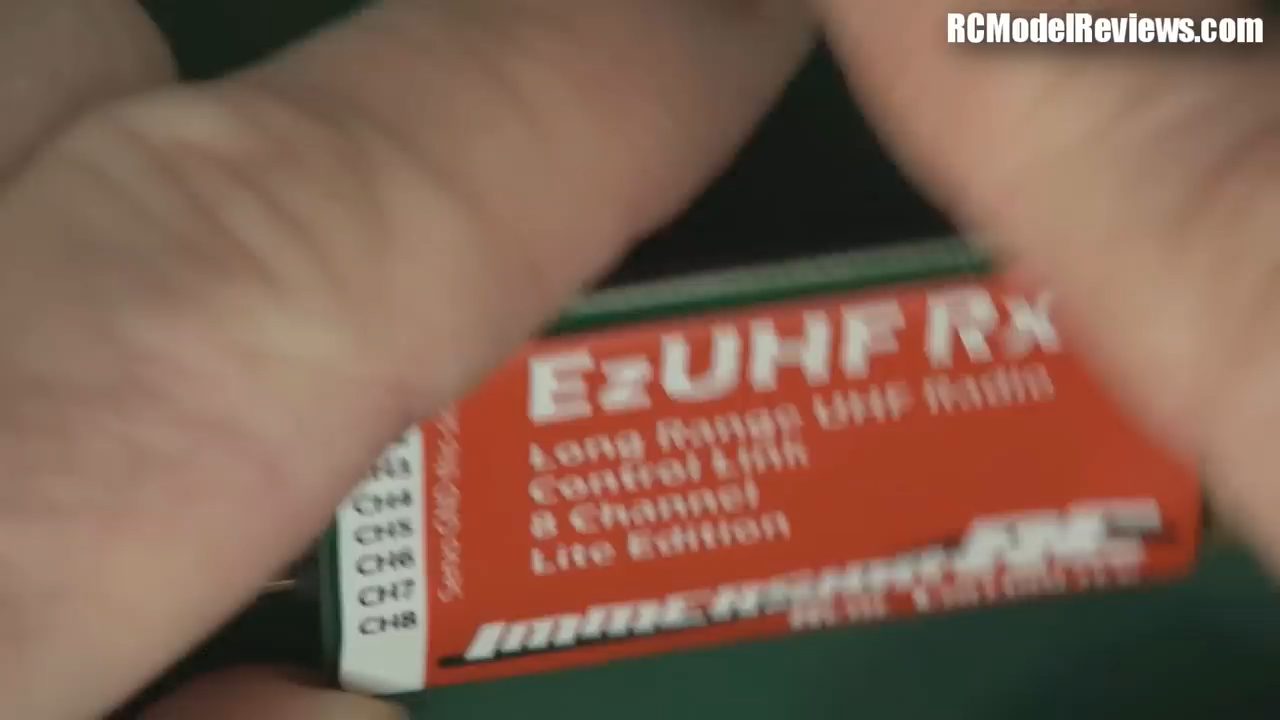 RCModelReviews.com
EzUHF Rx
Long Range UHF Radio
Control Link
8 Channel
Lite Edition
CH4
CH5
CH6
CH7
CH8
ImmersionRC